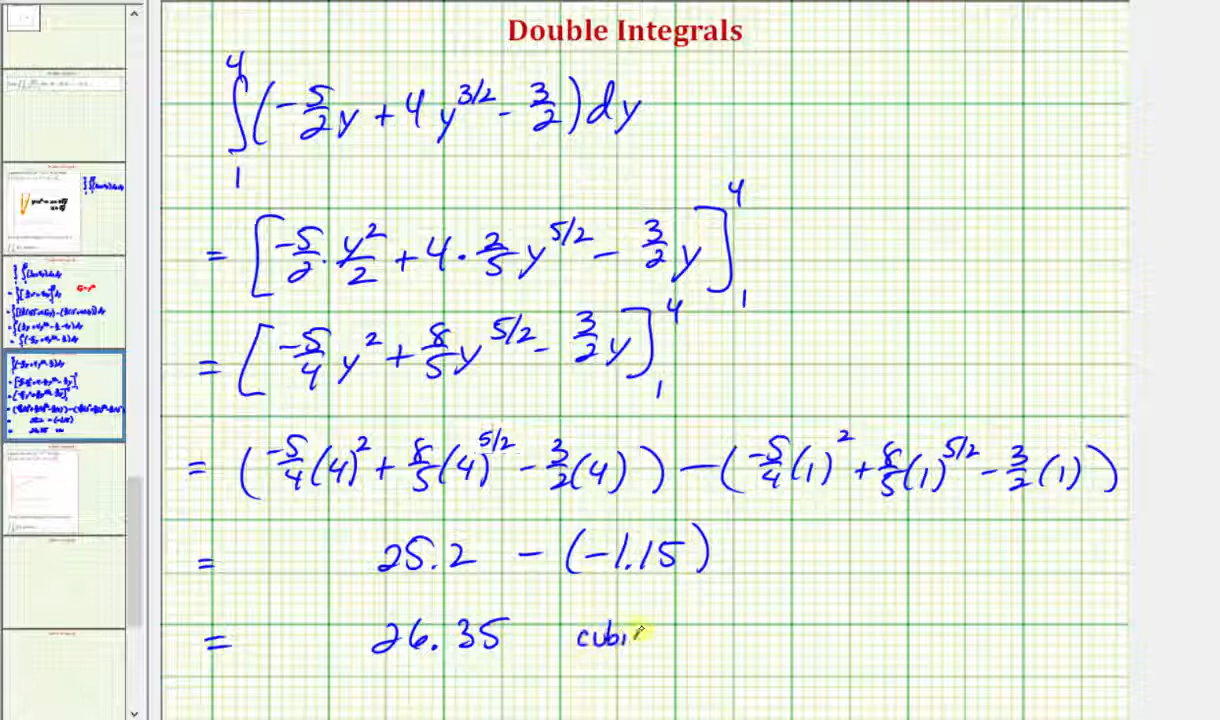 Double Integrals
∫₁⁴ (-5/2 y + 4 y^(3/2) - 3/2) dy
= [-5/2 · y²/2 + 4 · 2/5 y^(5/2) - 3/2 y]₁⁴
= [-5/4 y² + 8/5 y^(5/2) - 3/2 y]₁⁴
= (-5/4 (4)² + 8/5 (4)^(5/2) - 3/2 (4)) - (-5/4 (1)² + 8/5 (1)^(5/2) - 3/2 (1))
= 25.2 - (-1.15)
= 26.35 cubi